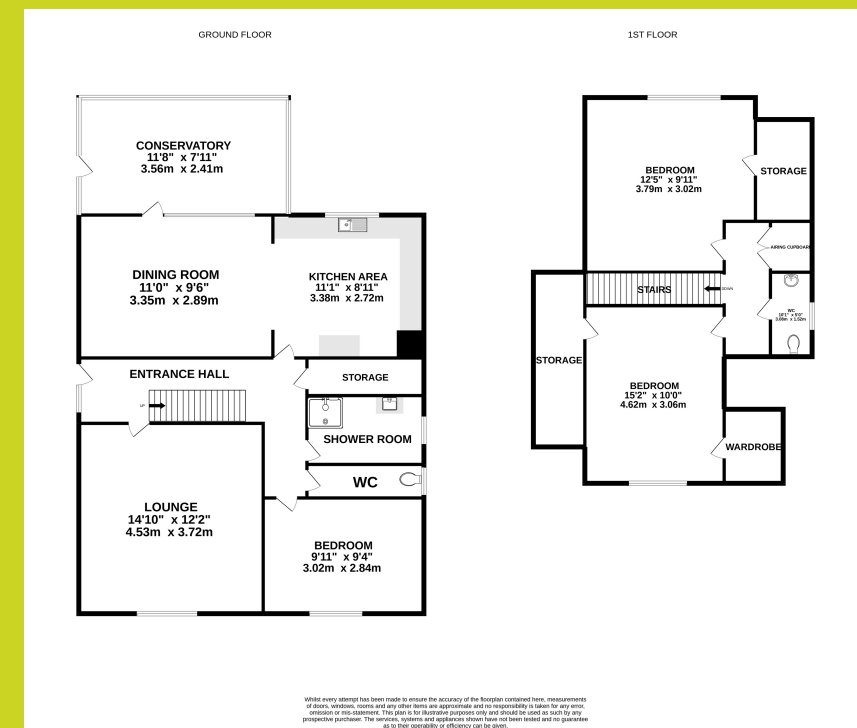 GROUND FLOOR
1ST FLOOR
CONSERVATORY
11'8" x 7'11"
3.56m x 2.41m
DINING ROOM
11'0" x 9'6"
3.35m x 2.89m
KITCHEN AREA
11'1" x 8'11"
3.38m x 2.72m
ENTRANCE HALL
UP
STORAGE
SHOWER ROOM
WC
LOUNGE
14'10" x 12'2"
4.53m x 3.72m
BEDROOM
9'11" x 9'4"
3.02m x 2.84m
BEDROOM
12'5" x 9'11"
3.79m x 3.02m
STORAGE
AIRING CUPBOARD
STAIRS
DOWN
WC
10'1" x 5'0"
3.08m x 1.52m
STORAGE
BEDROOM
15'2" x 10'0"
4.62m x 3.06m
WARDROBE
Whilst every attempt has been made to ensure the accuracy of the floorplan contained here, measurements
of doors, windows, rooms and any other items are approximate and no responsibility is taken for any error,
omission or mis-statement. This plan is for illustrative purposes only and should be used as such by any
prospective purchaser. The services, systems and appliances shown have not been tested and no guarantee
as to their operability or efficiency can be given.